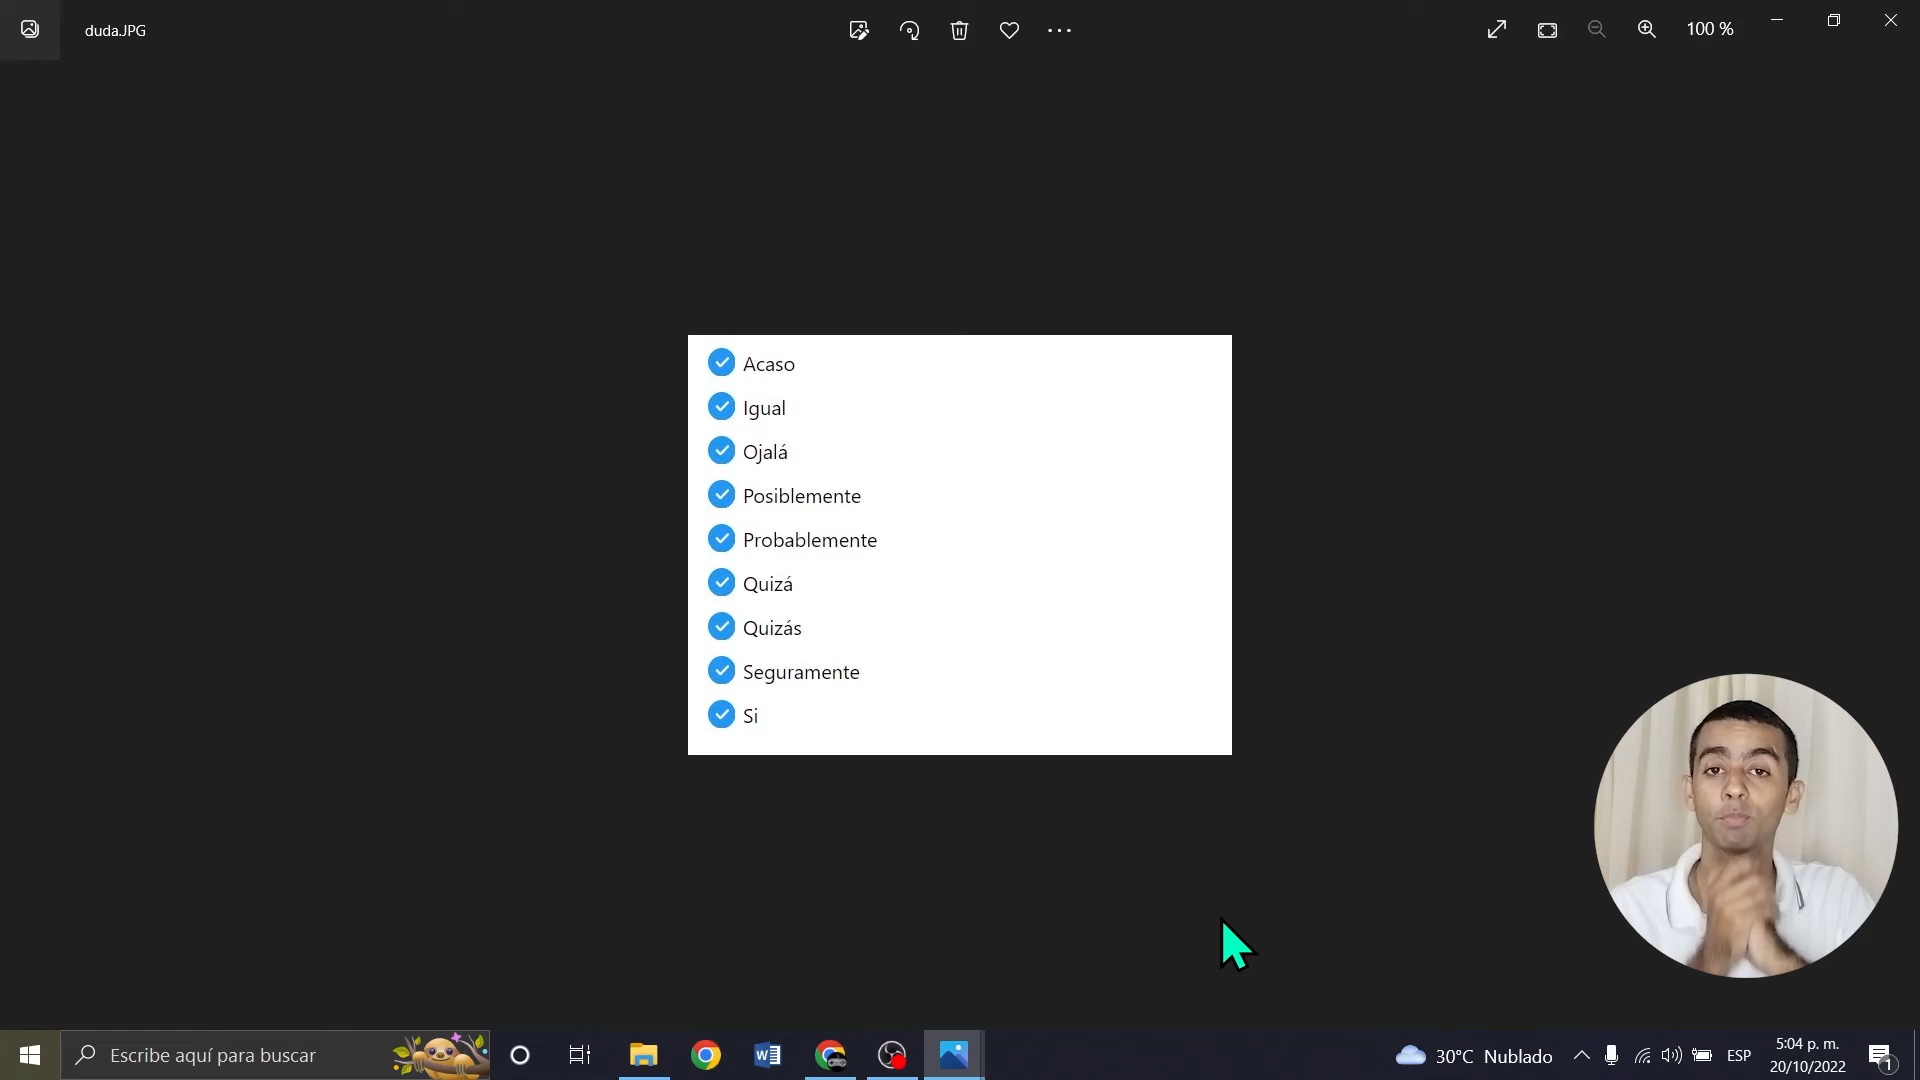 duda.JPG
100 %
Acaso
Igual
Ojalá
Posiblemente
Probablemente
Quizá
Quizás
Seguramente
Si
Escribe aquí para buscar
30°C Nublado
ESP
5:04 p. m.
20/10/2022
1